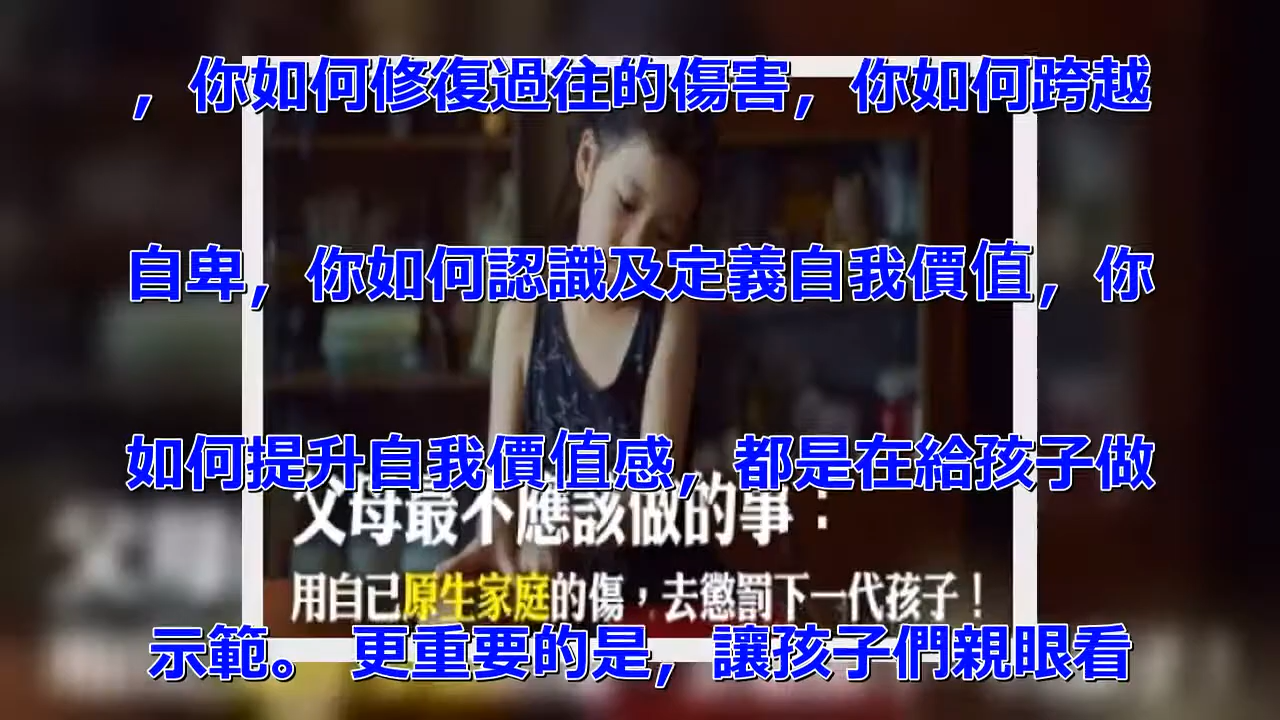 ，你如何修復過往的傷害，你如何跨越
自卑，你如何認識及定義自我價值，你
如何提升自我價值感，都是在給孩子做
父母最不應該做的事：
用自己原生家庭的傷，去懲罰下一代孩子！
示範。 更重要的是，讓孩子們親眼看